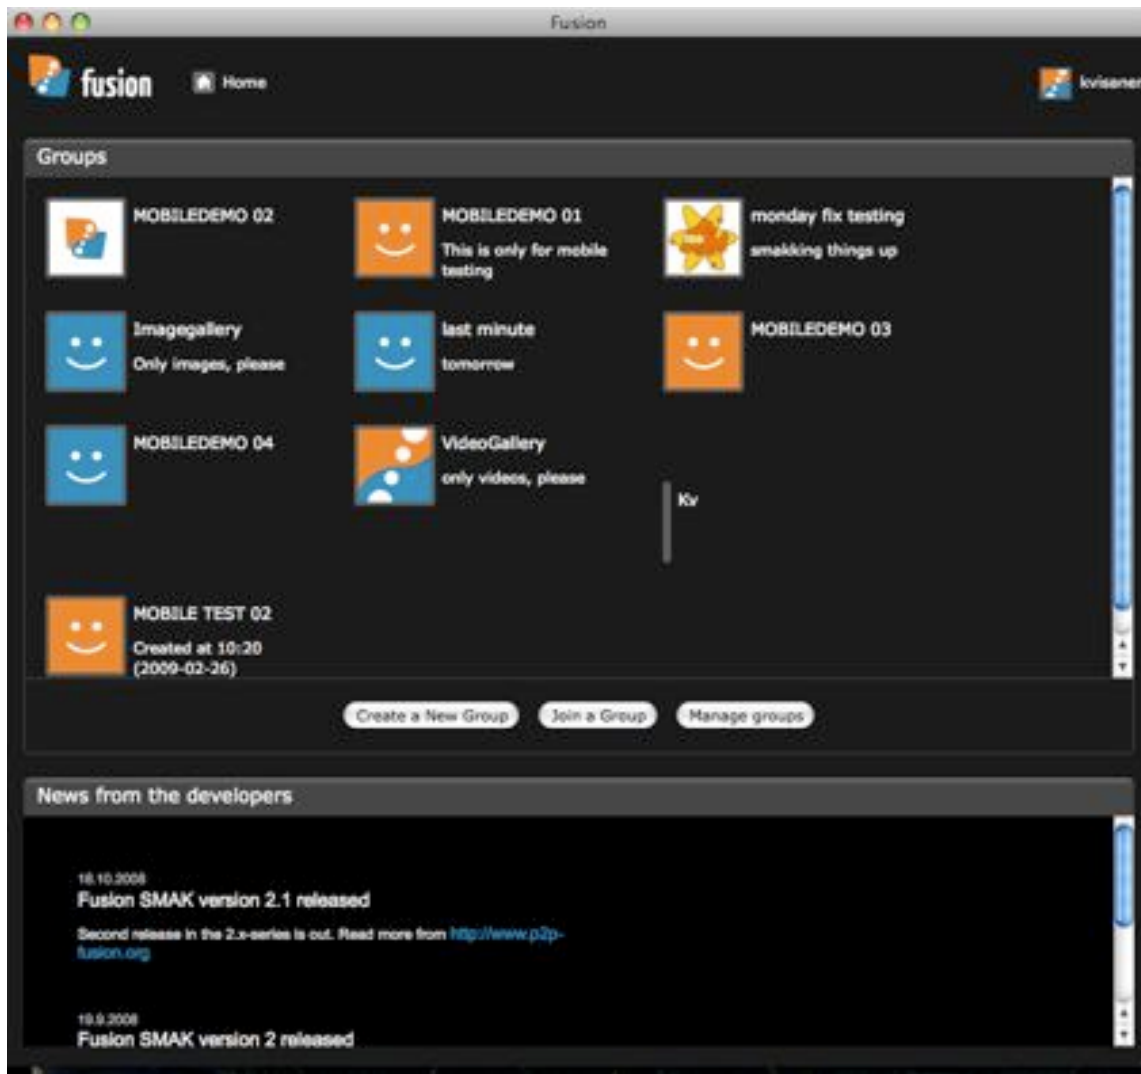 Fusion
fusion
Home
kvisaner
Groups
MOBILEDEMO 02
MOBILEDEMO 01
This is only for mobile
testing
monday fix testing
smakking things up
Imagegallery
Only images, please
last minute
tomorrow
MOBILEDEMO 03
MOBILEDEMO 04
VideoGallery
only videos, please
Kv
MOBILE TEST 02
Created at 10:20
(2009-02-26)
Create a New Group
Join a Group
Manage groups
News from the developers
18.10.2008
Fusion SMAK version 2.1 released
Second release in the 2.x-series is out. Read more from http://www.p2p-
fusion.org
19.9.2008
Fusion SMAK version 2 released